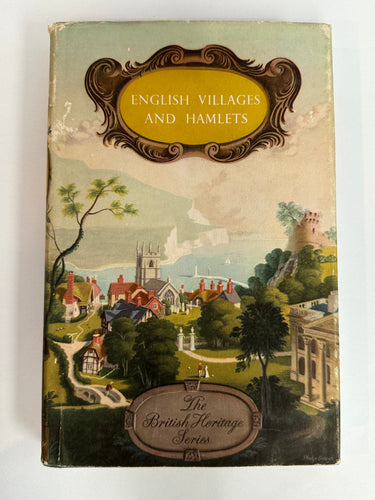 ENGLISH VILLAGES
AND HAMLETS
The
British Heritage
Series